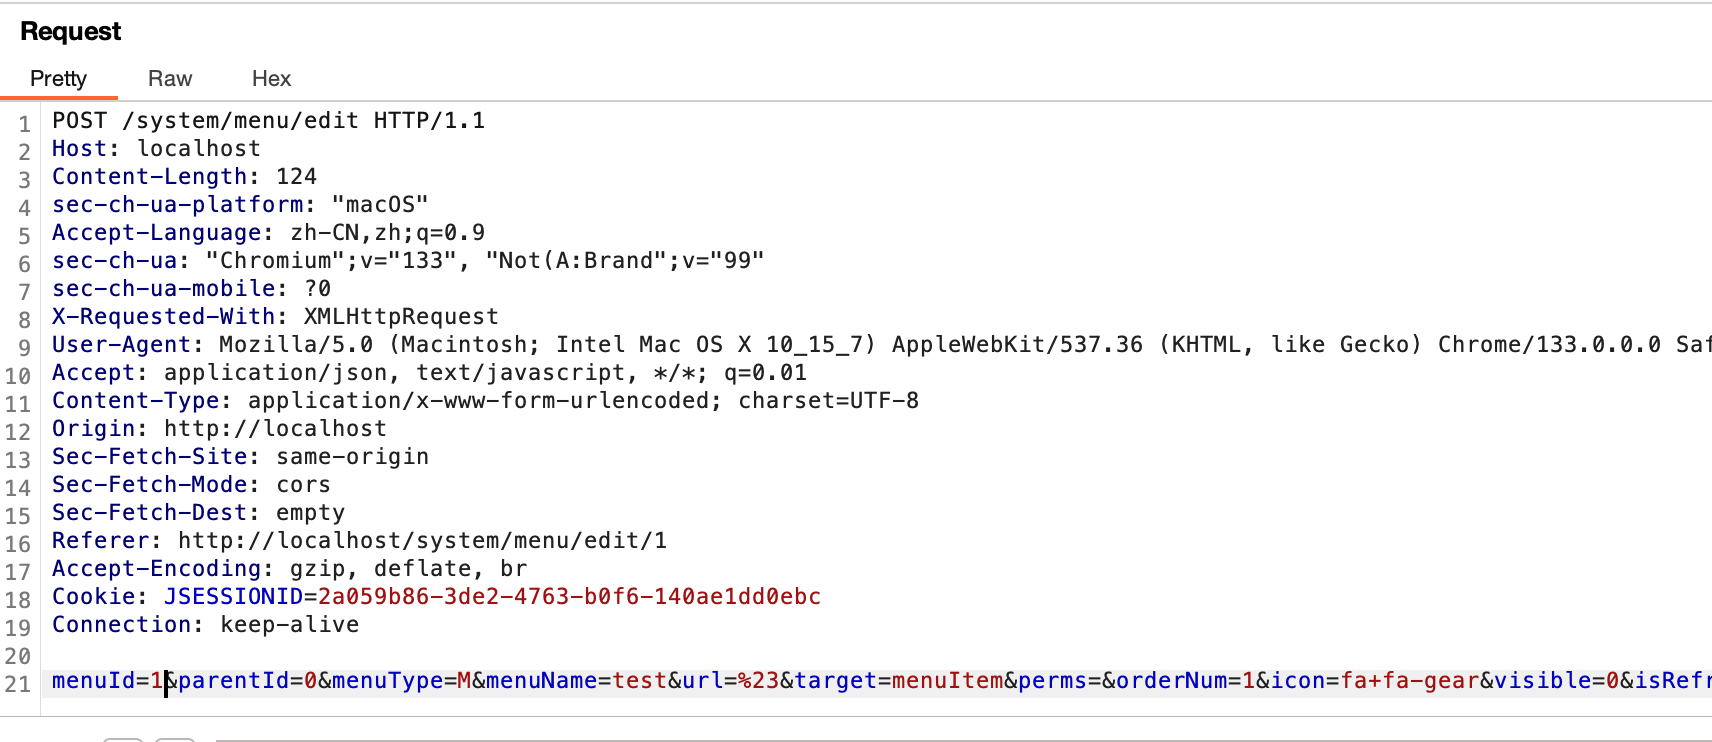 Request
Pretty Raw Hex
1 POST /system/menu/edit HTTP/1.1
2 Host: localhost
3 Content-Length: 124
4 sec-ch-ua-platform: "macOS"
5 Accept-Language: zh-CN,zh;q=0.9
6 sec-ch-ua: "Chromium";v="133", "Not(A:Brand";v="99"
7 sec-ch-ua-mobile: ?0
8 X-Requested-With: XMLHttpRequest
9 User-Agent: Mozilla/5.0 (Macintosh; Intel Mac OS X 10_15_7) AppleWebKit/537.36 (KHTML, like Gecko) Chrome/133.0.0.0 Saf
10 Accept: application/json, text/javascript, */*; q=0.01
11 Content-Type: application/x-www-form-urlencoded; charset=UTF-8
12 Origin: http://localhost
13 Sec-Fetch-Site: same-origin
14 Sec-Fetch-Mode: cors
15 Sec-Fetch-Dest: empty
16 Referer: http://localhost/system/menu/edit/1
17 Accept-Encoding: gzip, deflate, br
18 Cookie: JSESSIONID=2a059b86-3de2-4763-b0f6-140ae1dd0ebc
19 Connection: keep-alive
20
21 menuId=1&parentId=0&menuType=M&menuName=test&url=%23&target=menuItem&perms=&orderNum=1&icon=fa+fa-gear&visible=0&isRefr